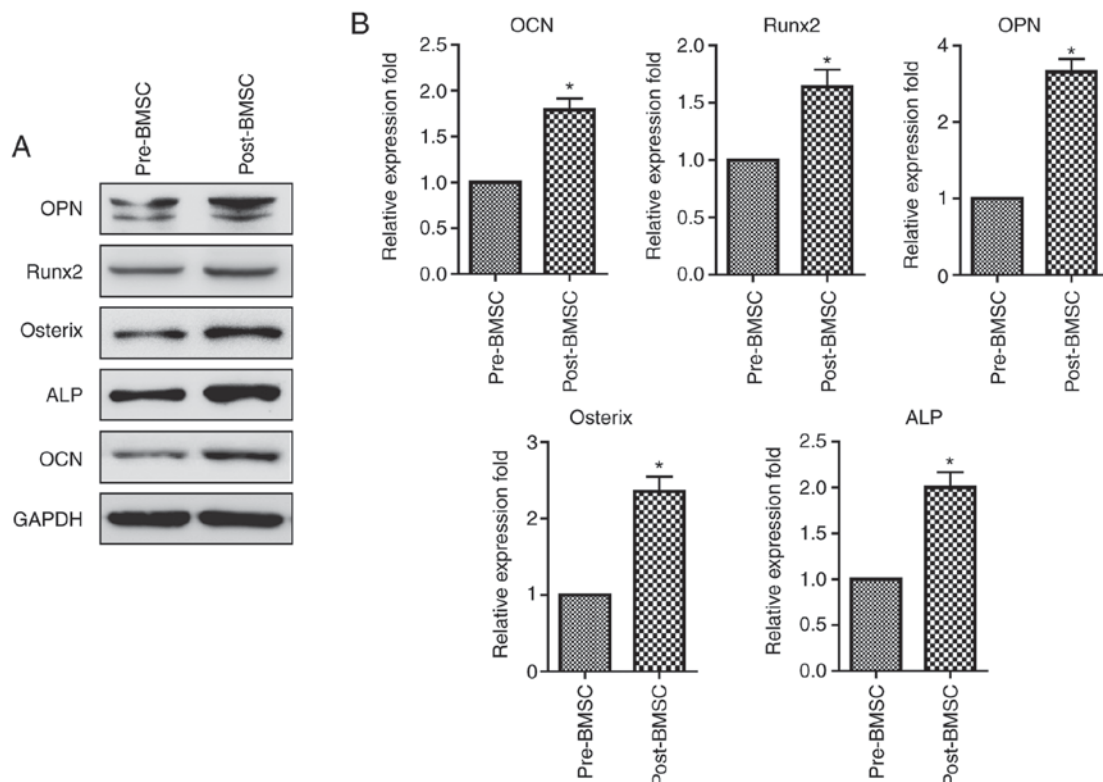 A
Pre-BMSC
Post-BMSC
OPN
Runx2
Osterix
ALP
OCN
GAPDH
B
OCN
Relative expression fold
2.5
2.0
1.5
1.0
0.5
0.0
*
Pre-BMSC
Post-BMSC
Runx2
Relative expression fold
2.0
1.5
1.0
0.5
0.0
*
Pre-BMSC
Post-BMSC
OPN
Relative expression fold
4
2
1
0
*
Pre-BMSC
Post-BMSC
Osterix
Relative expression fold
3
2
1
0
*
Pre-BMSC
Post-BMSC
ALP
Relative expression fold
2.5
2.0
1.5
1.0
0.5
0.0
*
Pre-BMSC
Post-BMSC